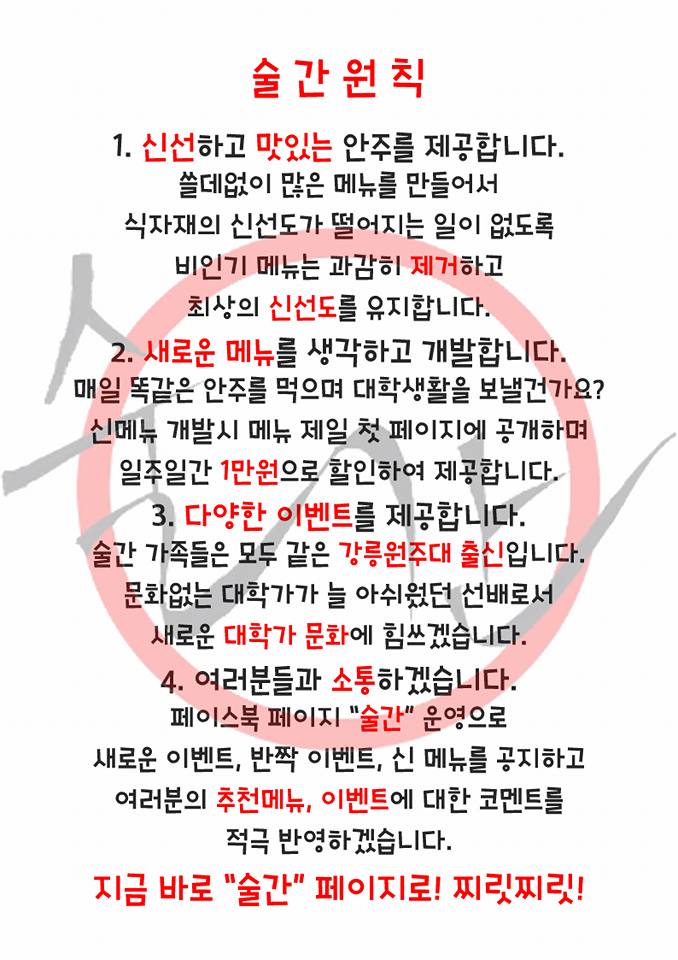 술간원칙
1. 신선하고 맛있는 안주를 제공합니다.
쓸데없이 많은 메뉴를 만들어서
식자재의 신선도가 떨어지는 일이 없도록
비인기 메뉴는 과감히 제거하고
최상의 신선도를 유지합니다.
2. 새로운 메뉴를 생각하고 개발합니다.
매일 똑같은 안주를 먹으며 대학생활을 보낼건가요?
신메뉴 개발시 메뉴 제일 첫 페이지에 공개하며
일주일간 1만원으로 할인하여 제공합니다.
3. 다양한 이벤트를 제공합니다.
술간 가족들은 모두 같은 강릉원주대 출신입니다.
문화없는 대학가가 늘 아쉬웠던 선배로서
새로운 대학가 문화에 힘쓰겠습니다.
4. 여러분들과 소통하겠습니다.
페이스북 페이지 "술간" 운영으로
새로운 이벤트, 반짝 이벤트, 신 메뉴를 공지하고
여러분의 추천메뉴, 이벤트에 대한 코멘트를
적극 반영하겠습니다.
지금 바로 "술간" 페이지로! 찌릿찌릿!
술간